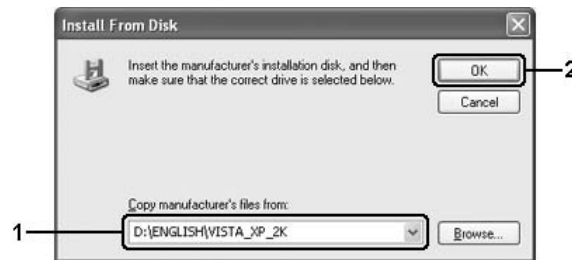 Install From Disk
Insert the manufacturer's installation disk, and then
make sure that the correct drive is selected below.
OK
2
Cancel
Copy manufacturer's files from:
1
D:\ENGLISH\VISTA_XP_2K
Browse...